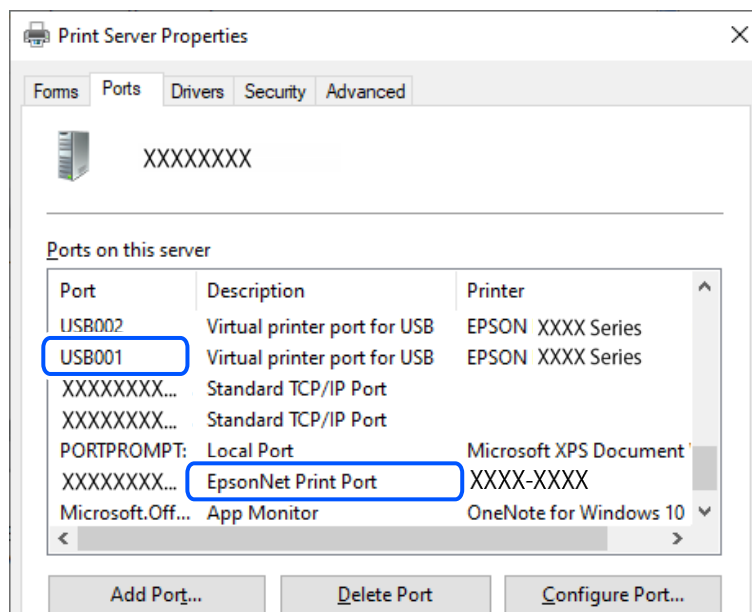 Print Server Properties
Forms Ports Drivers Security Advanced
XXXXXXXX
Ports on this server
Port Description Printer
USB002 Virtual printer port for USB EPSON XXXX Series
USB001 Virtual printer port for USB EPSON XXXX Series
XXXXXXXX... Standard TCP/IP Port
XXXXXXXX... Standard TCP/IP Port
PORTPROMPT: Local Port Microsoft XPS Document
XXXXXXXX... EpsonNet Print Port XXXX-XXXX
Microsoft.Off... App Monitor OneNote for Windows 10
Add Port... Delete Port Configure Port...